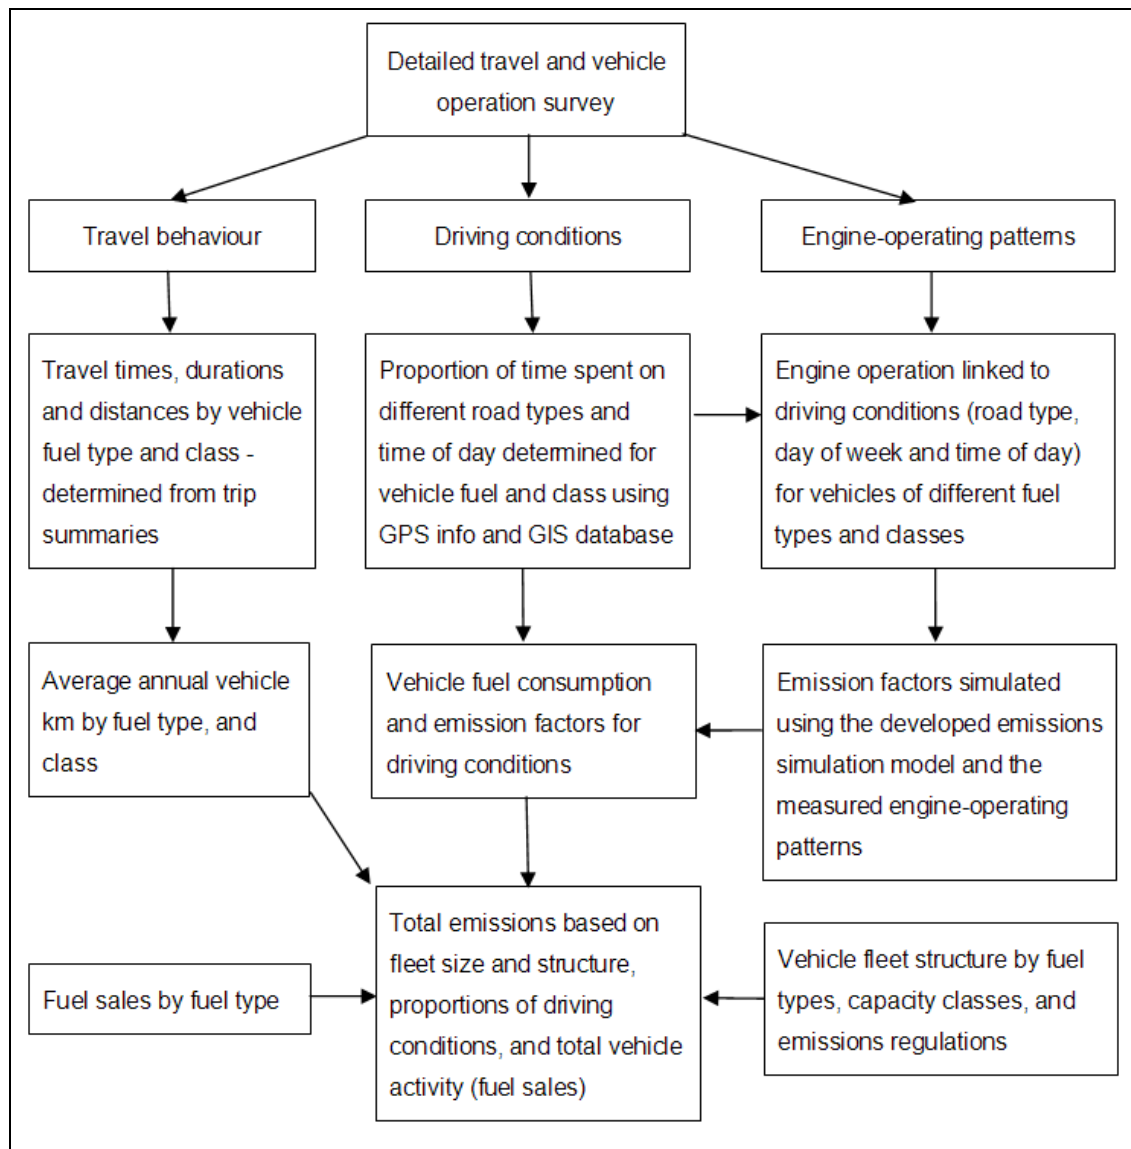 Detailed travel and vehicle
operation survey
Travel behaviour
Driving conditions
Engine-operating patterns
Travel times, durations
and distances by vehicle
fuel type and class -
determined from trip
summaries
Proportion of time spent on
different road types and
time of day determined for
vehicle fuel and class using
GPS info and GIS database
Engine operation linked to
driving conditions (road type,
day of week and time of day)
for vehicles of different fuel
types and classes
Average annual vehicle
km by fuel type, and
class
Vehicle fuel consumption
and emission factors for
driving conditions
Emission factors simulated
using the developed emissions
simulation model and the
measured engine-operating
patterns
Fuel sales by fuel type
Total emissions based on
fleet size and structure,
proportions of driving
conditions, and total vehicle
activity (fuel sales)
Vehicle fleet structure by fuel
types, capacity classes, and
emissions regulations